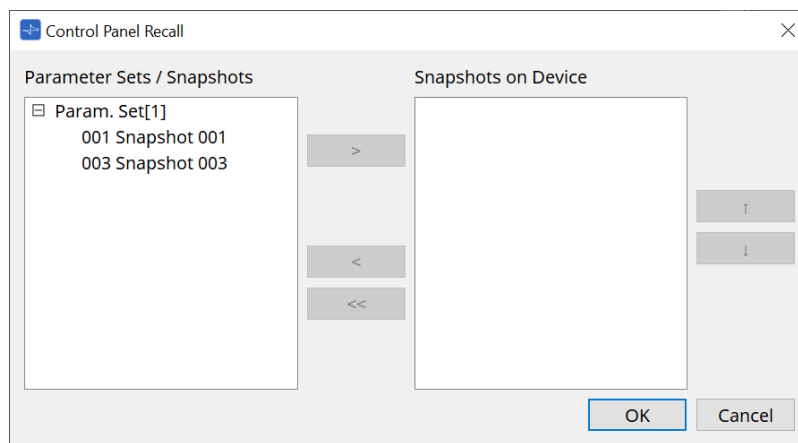 Control Panel Recall
Parameter Sets / Snapshots
Snapshots on Device
Param. Set[1]
001 Snapshot 001
003 Snapshot 003
>
<
<<
↑
↓
OK
Cancel